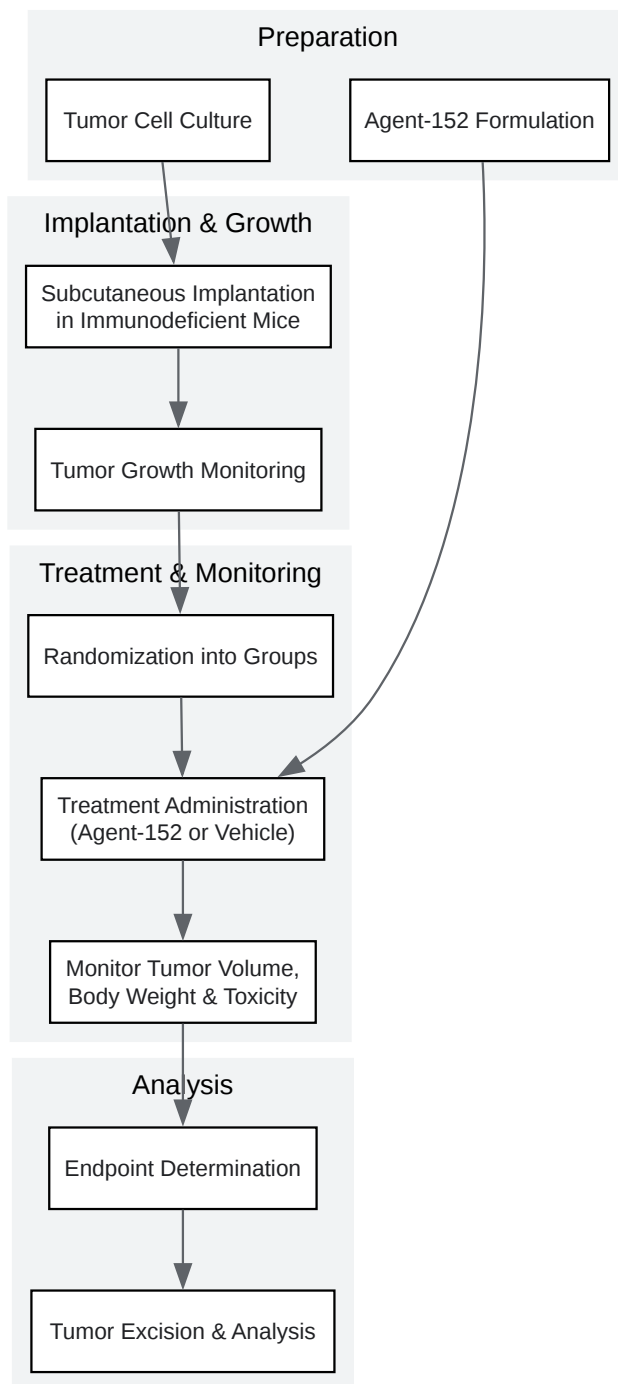 Preparation
Tumor Cell Culture
Agent-152 Formulation
Implantation & Growth
Subcutaneous Implantation
in Immunodeficient Mice
Tumor Growth Monitoring
Treatment & Monitoring
Randomization into Groups
Treatment Administration
(Agent-152 or Vehicle)
Monitor Tumor Volume,
Body Weight & Toxicity
Analysis
Endpoint Determination
Tumor Excision & Analysis